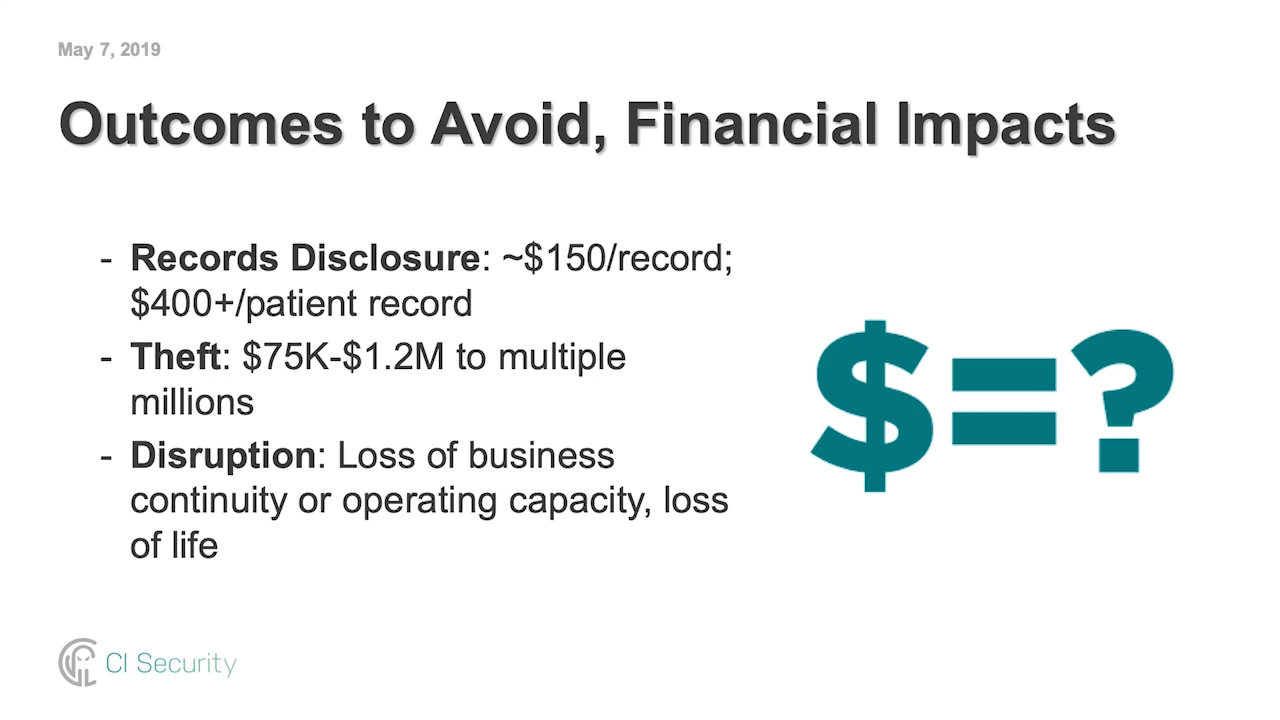 May 7, 2019
Outcomes to Avoid, Financial Impacts
- Records Disclosure: ~$150/record;
$400+/patient record
- Theft: $75K-$1.2M to multiple
millions
- Disruption: Loss of business
continuity or operating capacity, loss
of life
$=?
CI Security